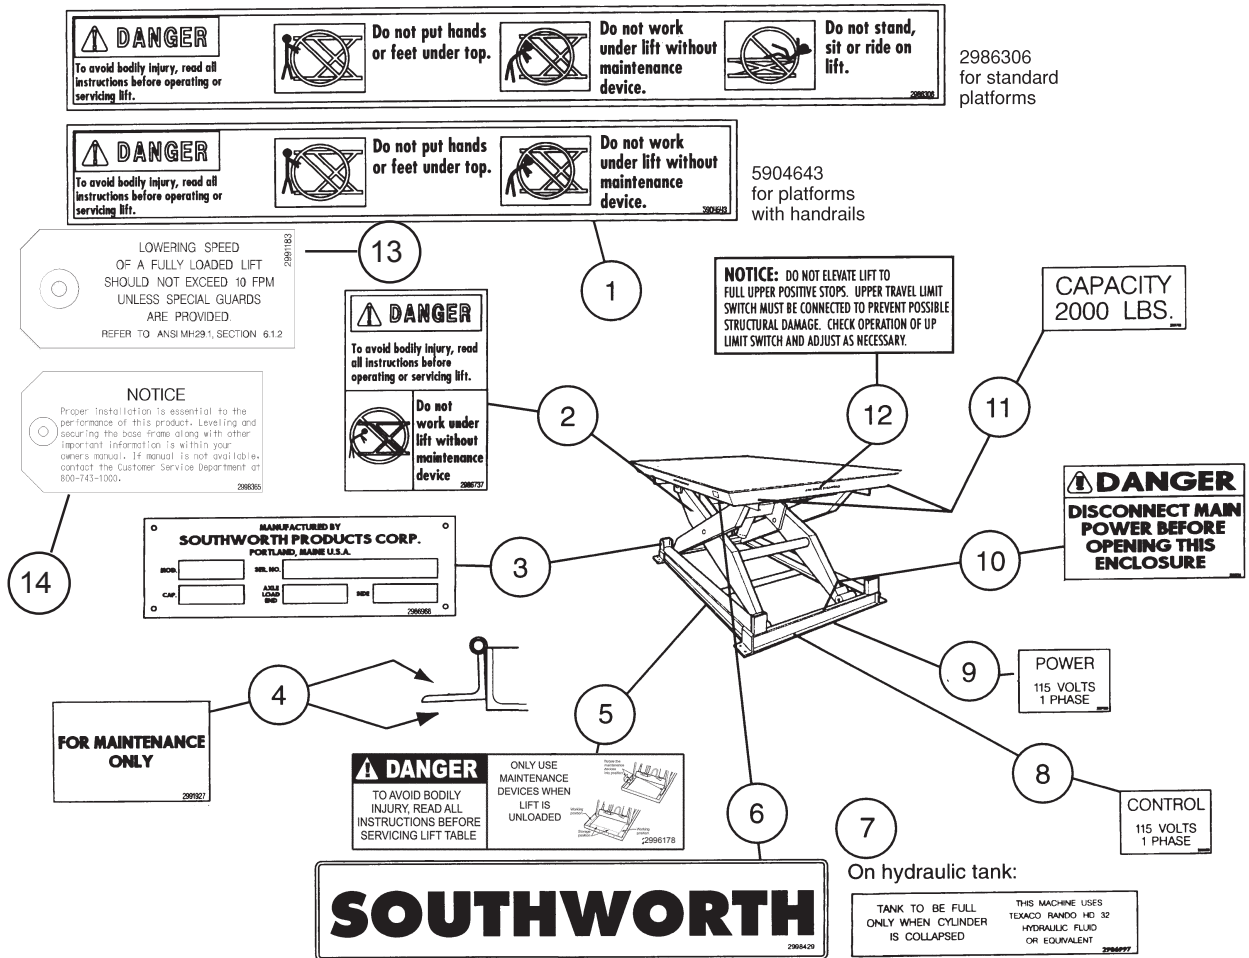 DANGER
To avoid bodily injury, read all
instructions before operating or
servicing lift.
Do not put hands
or feet under top.
Do not work
under lift without
maintenance
device.
Do not stand,
sit or ride on
lift.
2986306
2986306
for standard
platforms
DANGER
To avoid bodily injury, read all
instructions before operating or
servicing lift.
Do not put hands
or feet under top.
Do not work
under lift without
maintenance
device.
5904643
5904643
for platforms
with handrails
1
LOWERING SPEED
OF A FULLY LOADED LIFT
SHOULD NOT EXCEED 10 FPM
UNLESS SPECIAL GUARDS
ARE PROVIDED.
REFER TO ANSI MH29.1, SECTION 6.1.2
2991183
13
DANGER
To avoid bodily injury, read
all instructions before
operating or servicing lift.
Do not
work under
lift without
maintenance
device
2986737
2
NOTICE: DO NOT ELEVATE LIFT TO
FULL UPPER POSITIVE STOPS. UPPER TRAVEL LIMIT
SWITCH MUST BE CONNECTED TO PREVENT POSSIBLE
STRUCTURAL DAMAGE. CHECK OPERATION OF UP
LIMIT SWITCH AND ADJUST AS NECESSARY.
12
CAPACITY
2000 LBS.
11
NOTICE
Proper installation is essential to the
performance of this product. Leveling and
securing the base frame along with other
important information is within your
owners manual. If manual is not available,
contact the Customer Service Department at
800-743-1000.
2998365
14
MANUFACTURED BY
SOUTHWORTH PRODUCTS CORP.
PORTLAND, MAINE U.S.A.
MOD.
SER. NO.
CAP.
AXLE
LOAD
END
SIDE
2986968
3
DANGER
DISCONNECT MAIN
POWER BEFORE
OPENING THIS
ENCLOSURE
10
FOR MAINTENANCE
ONLY
2991927
4
5
DANGER
TO AVOID BODILY
INJURY, READ ALL
INSTRUCTIONS BEFORE
SERVICING LIFT TABLE
ONLY USE
MAINTENANCE
DEVICES WHEN
LIFT IS
UNLOADED
Rotate the
maintenance
devices
into position
Working
position
Storage
position
Working
position
2996178
9
POWER
115 VOLTS
1 PHASE
8
CONTROL
115 VOLTS
1 PHASE
6
SOUTHWORTH
2998429
7
On hydraulic tank:
TANK TO BE FULL
ONLY WHEN CYLINDER
IS COLLAPSED
THIS MACHINE USES
TEXACO RANDO HD 32
HYDRAULIC FLUID
OR EQUIVALENT
2986997